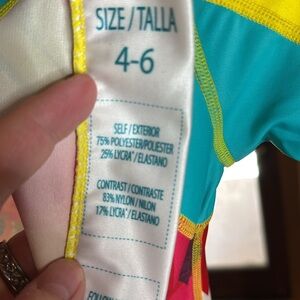 SIZE/TALLA
4-6
SELF/EXTERIOR
75% POLYESTER/POLIESTER
25% LYCRA®/ELASTANO
CONTRAST/CONTRASTE
83% NYLON/NILON
17% LYCRA®/ELASTANO